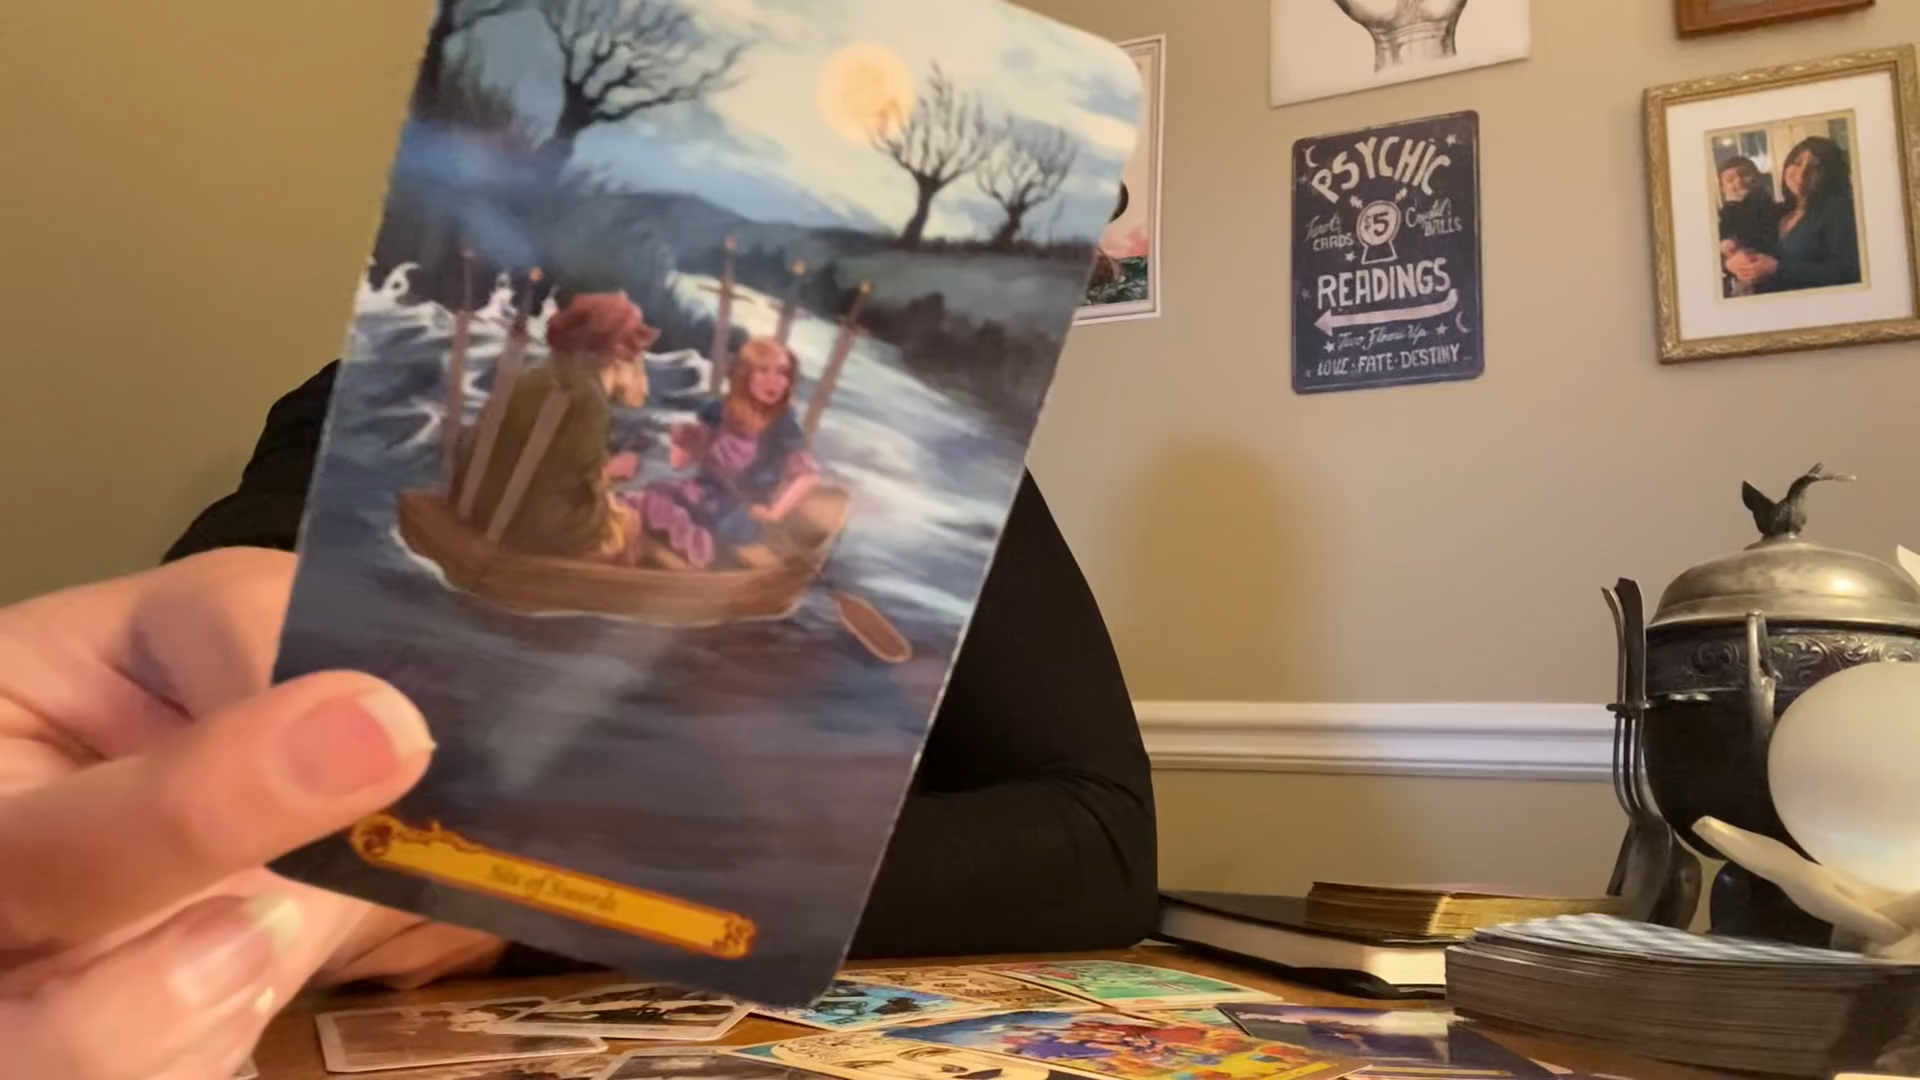 PSYCHIC
Tarot
CARDS
$5
Crystal
BALLS
READINGS
Two Floors Up
LOVE · FATE · DESTINY
Six of Swords